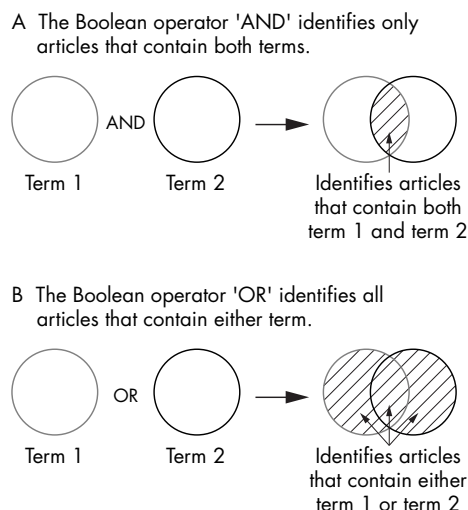 A The Boolean operator 'AND' identifies only
articles that contain both terms.
AND
Term 1
Term 2
Identifies articles
that contain both
term 1 and term 2
B The Boolean operator 'OR' identifies all
articles that contain either term.
OR
Term 1
Term 2
Identifies articles
that contain either
term 1 or term 2